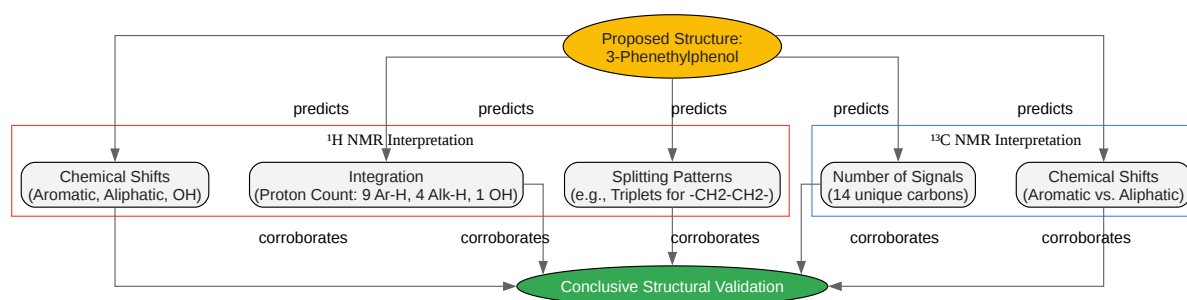 Proposed Structure:
3-Phenethylphenol
predicts
predicts
predicts
predicts
predicts
¹H NMR Interpretation
¹³C NMR Interpretation
Chemical Shifts
(Aromatic, Aliphatic, OH)
Integration
(Proton Count: 9 Ar-H, 4 Alk-H, 1 OH)
Splitting Patterns
(e.g., Triplets for -CH2-CH2-)
Number of Signals
(14 unique carbons)
Chemical Shifts
(Aromatic vs. Aliphatic)
corroborates
corroborates
corroborates
corroborates
corroborates
Conclusive Structural Validation